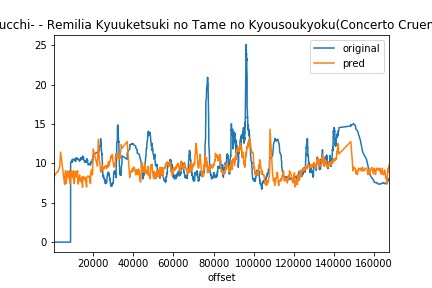 ucchi- - Remilia Kyuuketsuki no Tame no Kyousoukyoku(Concerto Cruen
original
pred
25
20
15
10
5
0
20000 40000 60000 80000 100000 120000 140000 160000
offset